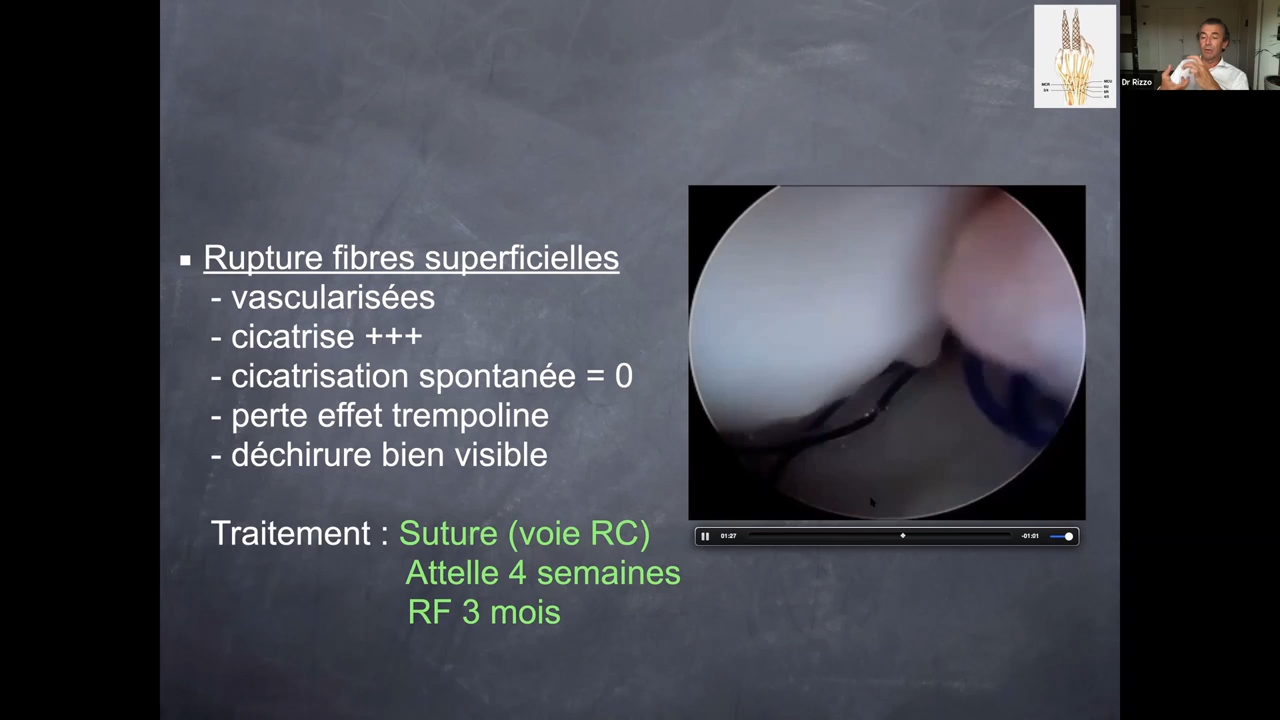 Dr Rizzo
▪ Rupture fibres superficielles
- vascularisées
- cicatrise +++
- cicatrisation spontanée = 0
- perte effet trempoline
- déchirure bien visible
Traitement : Suture (voie RC)
Attelle 4 semaines
RF 3 mois
01:27
-01:01